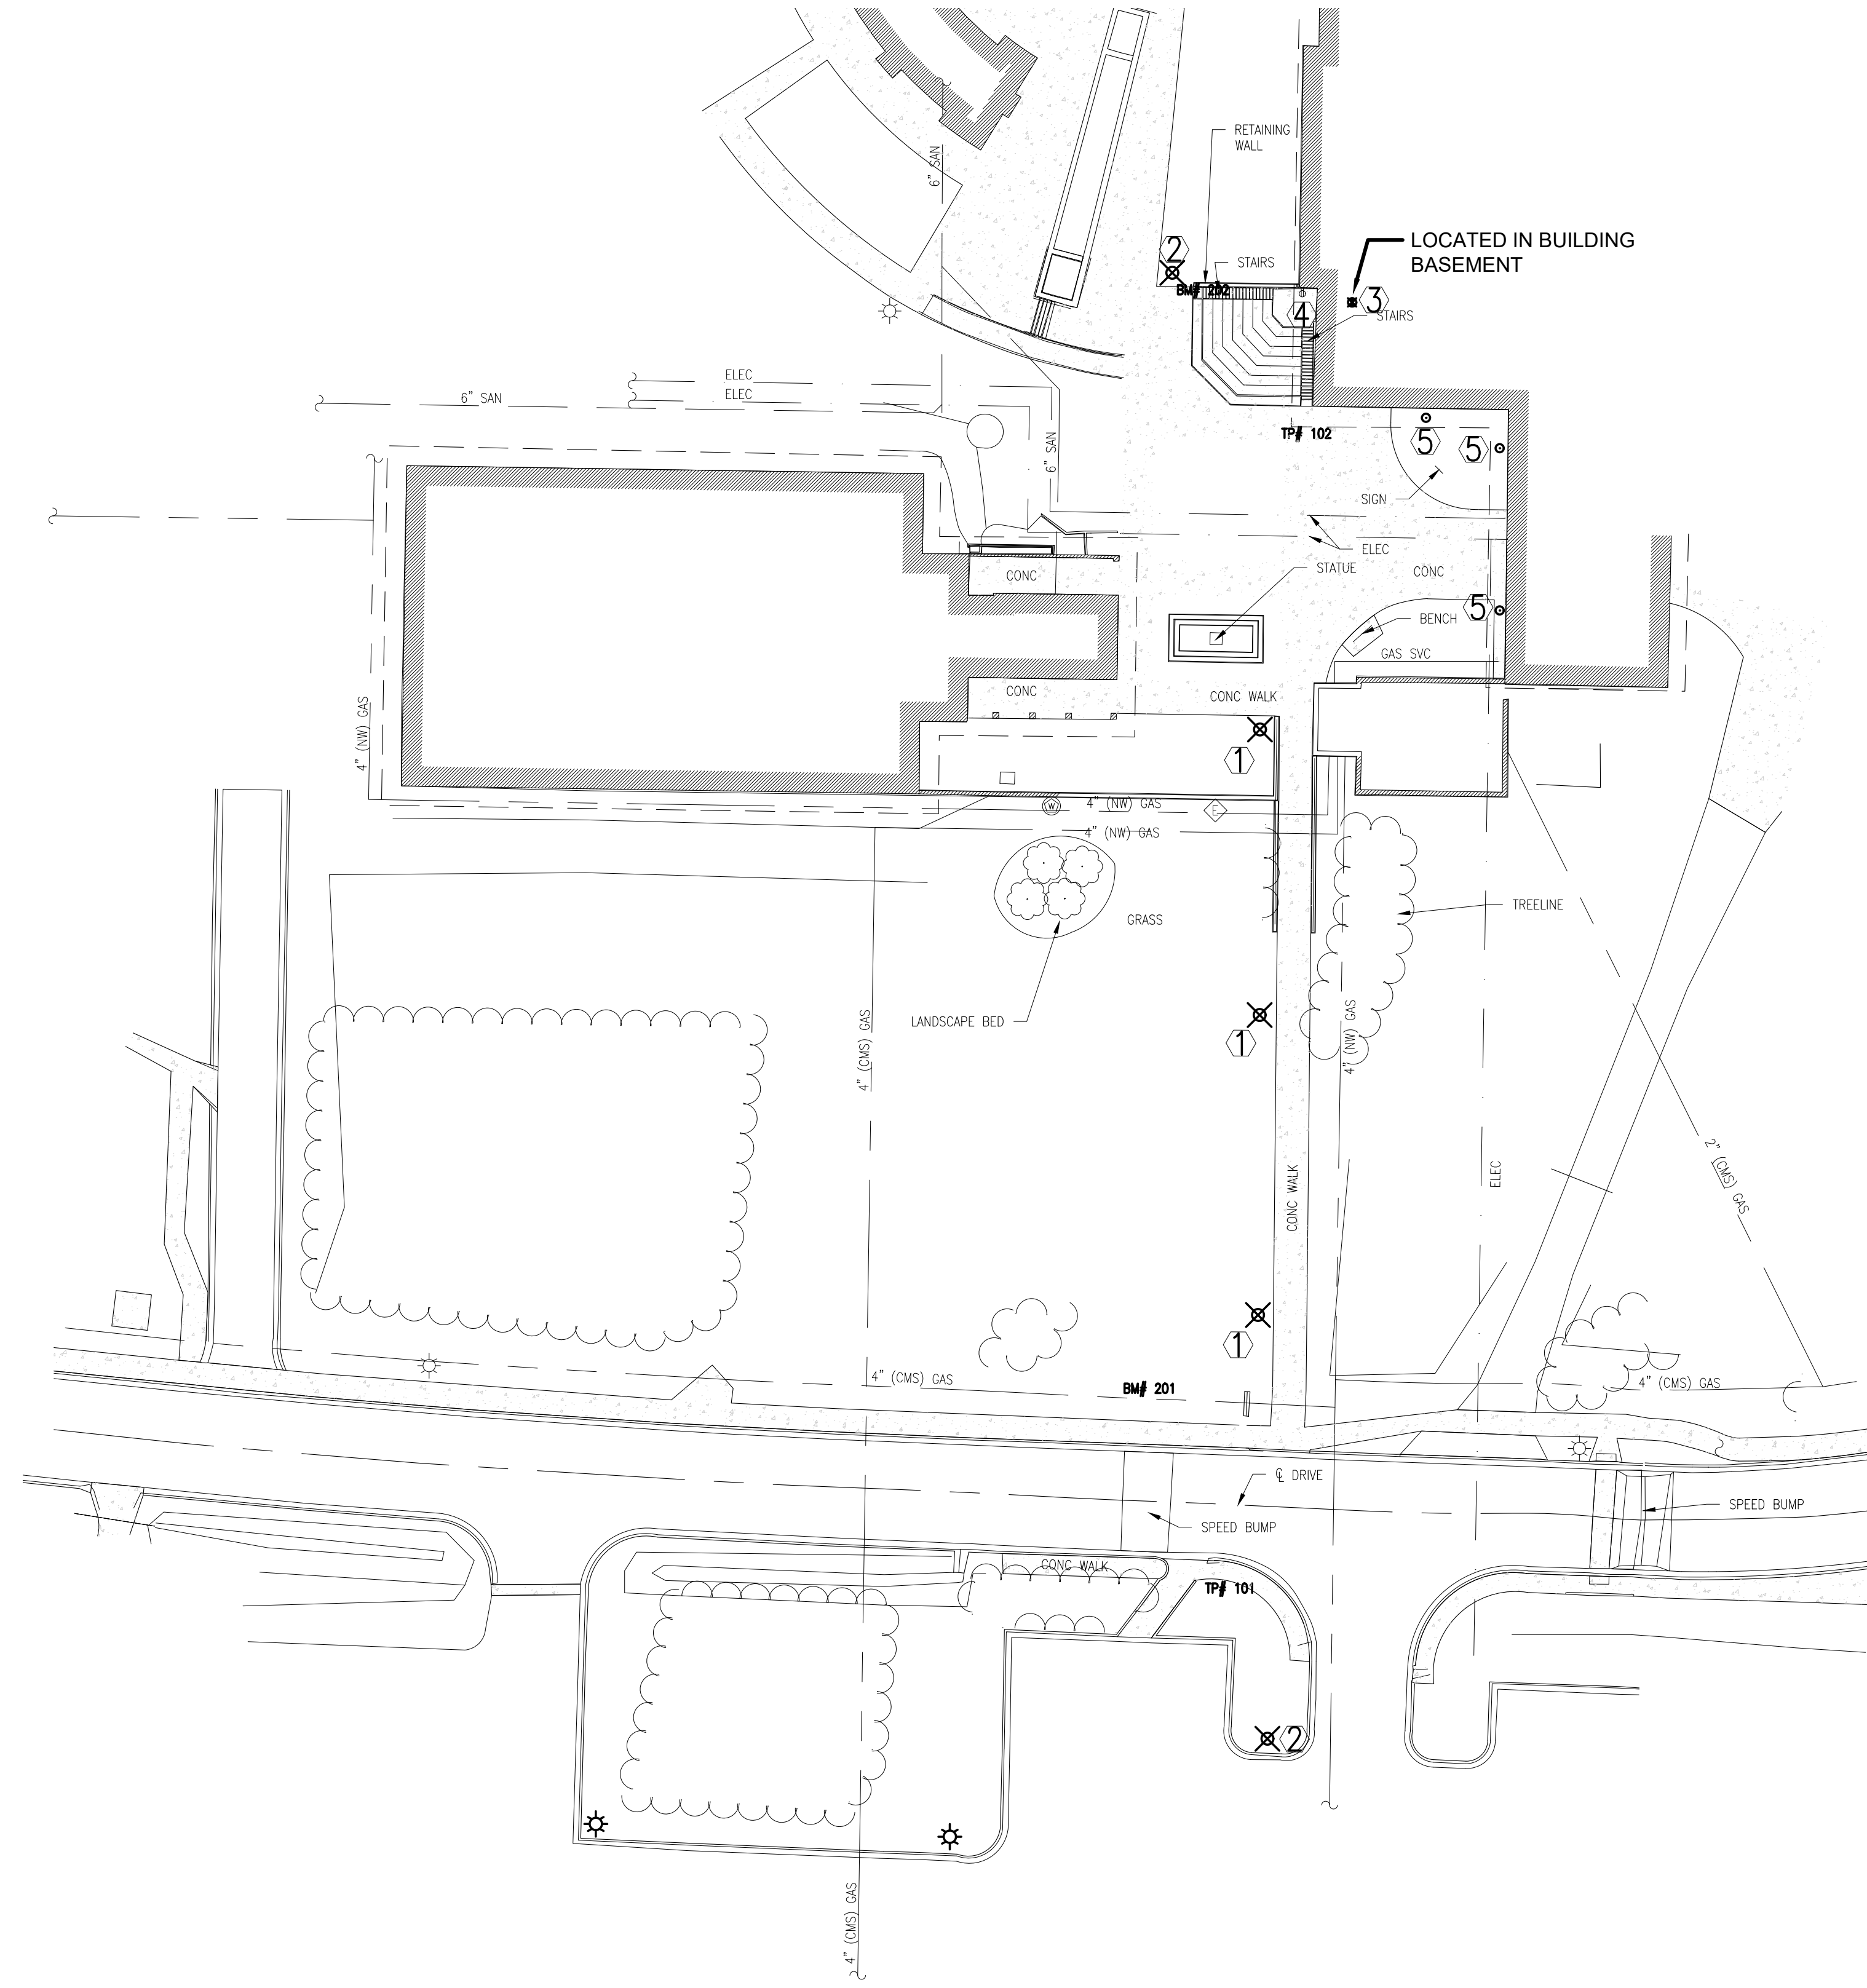 RETAINING
WALL
6" SAN
2
LOCATED IN BUILDING
BASEMENT
STAIRS
BM# 202
3
4
STAIRS
ELEC
ELEC
6" SAN
6" SAN
TP# 102
5
5
SIGN
ELEC
STATUE
CONC
CONC
5
BENCH
GAS SVC
CONC
CONC WALK
4" (NW) GAS
1
W
4" (NW) GAS
E
4" (NW) GAS
TREELINE
GRASS
LANDSCAPE BED
4" (CMS) GAS
1
4" (NW) GAS
CONC WALK
ELEC
2" (CMS) GAS
1
4" (CMS) GAS
BM# 201
4" (CMS) GAS
℄ DRIVE
SPEED BUMP
SPEED BUMP
CONC WALK
TP# 101
2
4" (CMS) GAS